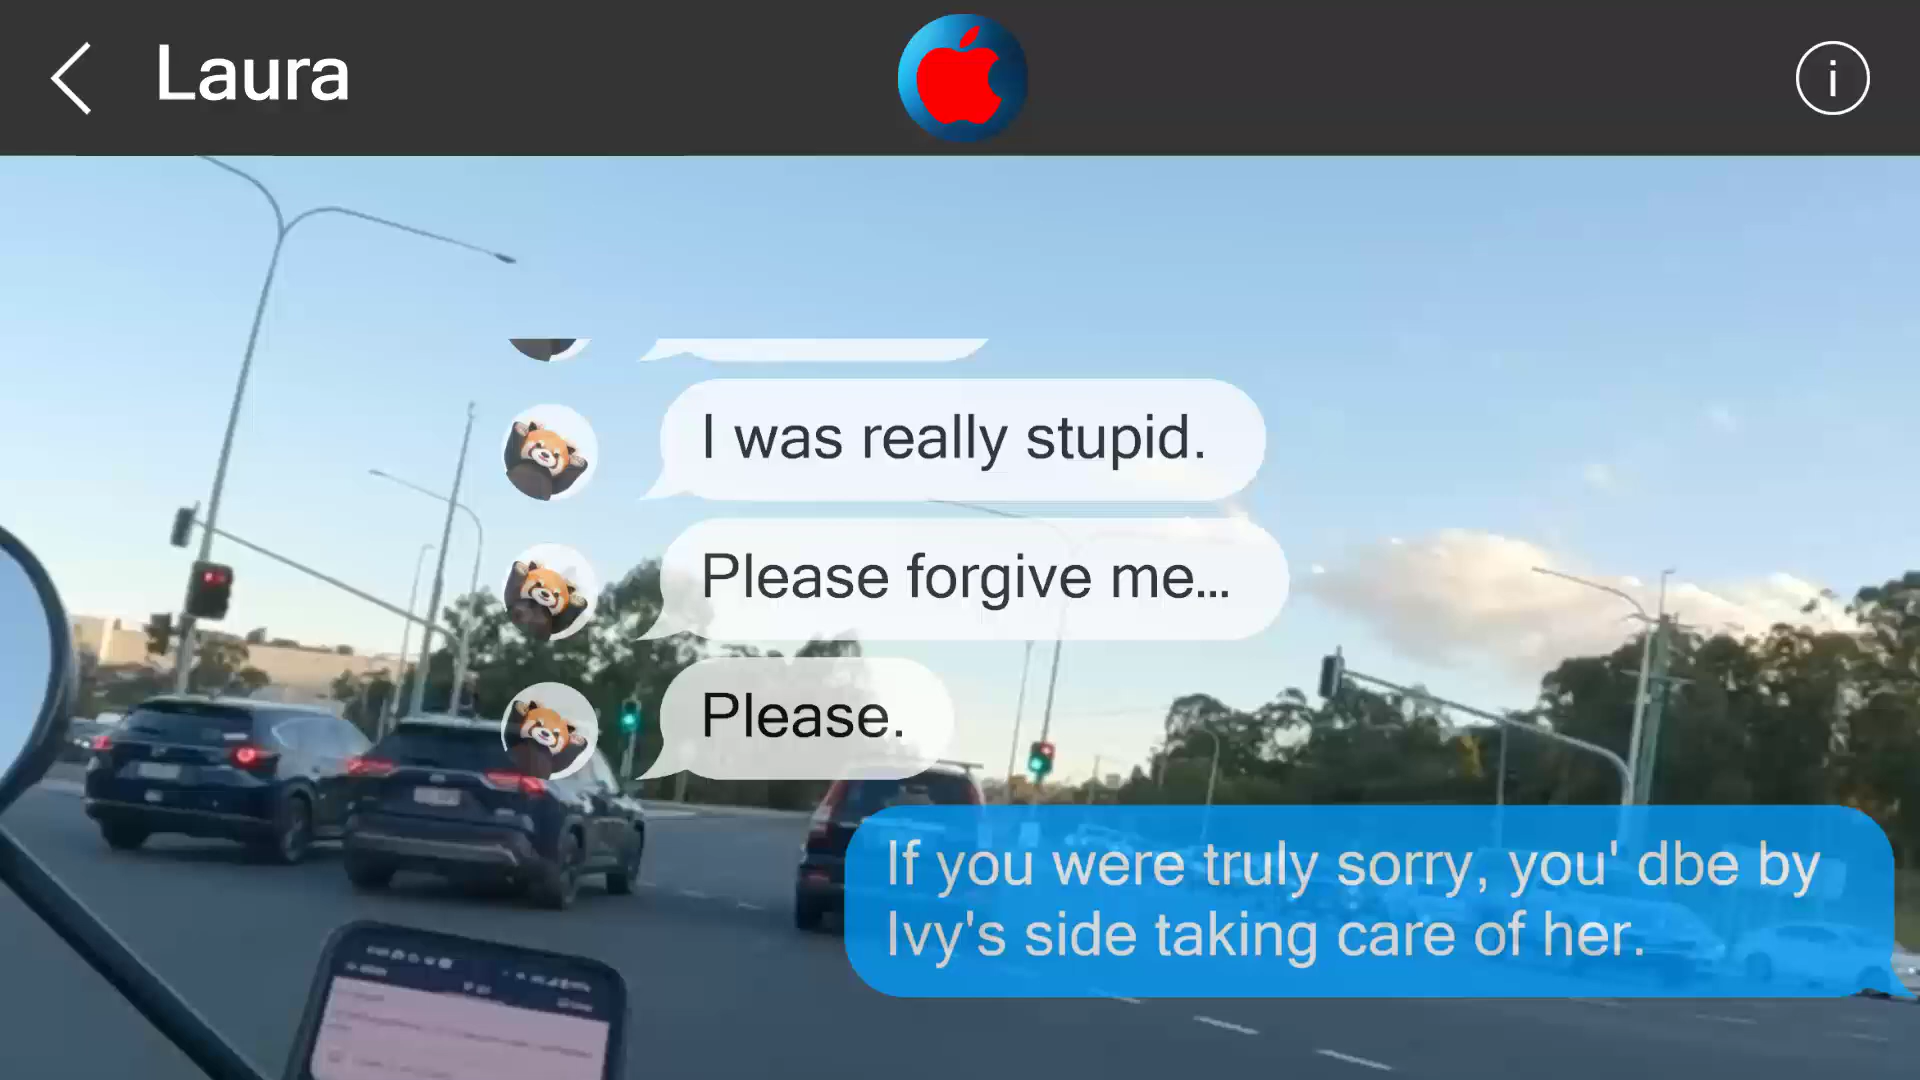 Laura
i
I was really stupid.
Please forgive me...
Please.
If you were truly sorry, you' dbe by
Ivy's side taking care of her.